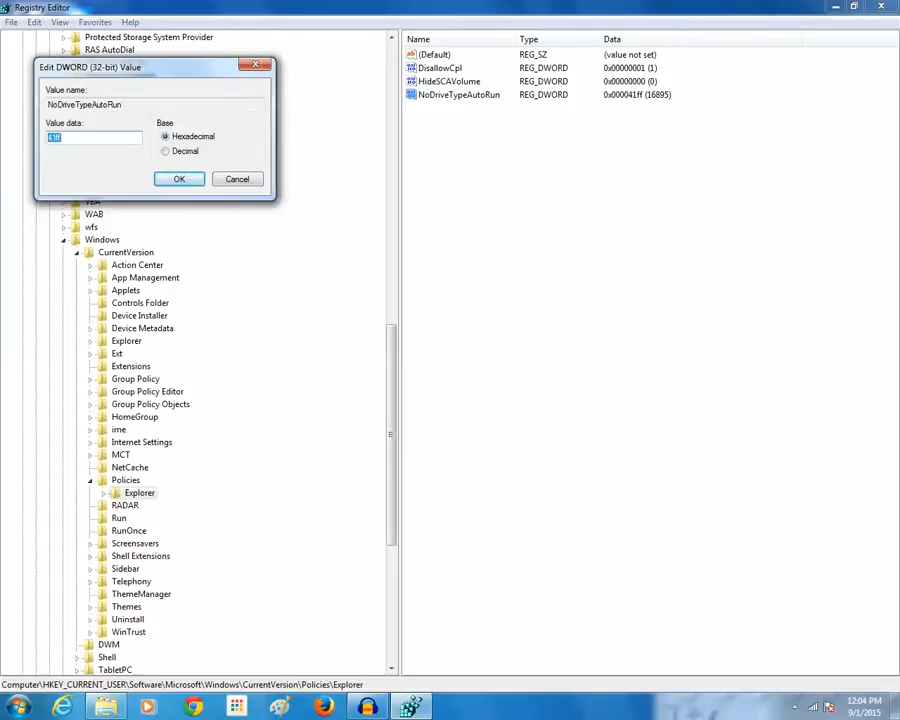 Registry Editor
File Edit View Favorites Help
Protected Storage System Provider
RAS AutoDial
Edit DWORD (32-bit) Value
Value name:
NoDriveTypeAutoRun
Value data:
41ff
Base
Hexadecimal
Decimal
OK Cancel
VBA
WAB
wfs
Windows
CurrentVersion
Action Center
App Management
Applets
Controls Folder
Device Installer
Device Metadata
Explorer
Ext
Extensions
Group Policy
Group Policy Editor
Group Policy Objects
HomeGroup
ime
Internet Settings
MCT
NetCache
Policies
Explorer
RADAR
Run
RunOnce
Screensavers
Shell Extensions
Sidebar
Telephony
ThemeManager
Themes
Uninstall
WinTrust
DWM
Shell
TabletPC
Name Type Data
(Default) REG_SZ (value not set)
DisallowCpl REG_DWORD 0x00000001 (1)
HideSCAVolume REG_DWORD 0x00000000 (0)
NoDriveTypeAutoRun REG_DWORD 0x000041ff (16895)
Computer\HKEY_CURRENT_USER\Software\Microsoft\Windows\CurrentVersion\Policies\Explorer
12:04 PM
9/1/2015